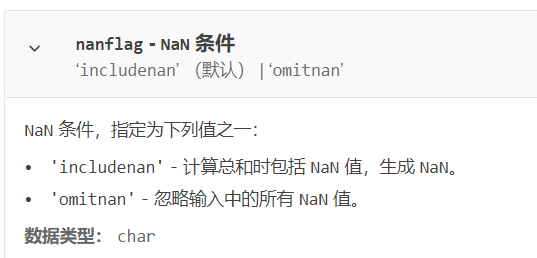 nanflag - NaN 条件
‘includenan’ （默认） | ‘omitnan’
NaN 条件，指定为下列值之一：
• 'includenan' - 计算总和时包括 NaN 值，生成 NaN。
• 'omitnan' - 忽略输入中的所有 NaN 值。
数据类型： char